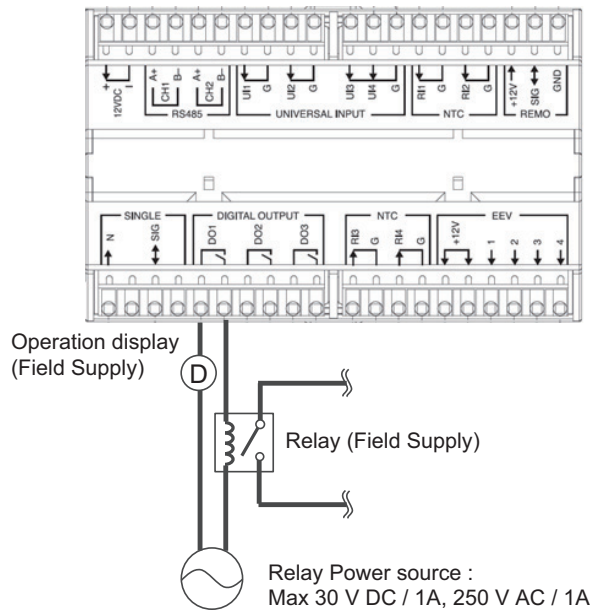 + I
12VDC
A+ B- A+ B-
CH1 CH2
RS485
UI1 G UI2 G UI3 UI4 G
UNIVERSAL INPUT
RI1 G RI2 G
NTC
+12V SIG GND
REMO
SINGLE
N SIG
DIGITAL OUTPUT
DO1 DO2 DO3
NTC
RI3 G RI4 G
EEV
+12V 1 2 3 4
Operation display
(Field Supply)
D
Relay (Field Supply)
Relay Power source :
Max 30 V DC / 1A, 250 V AC / 1A